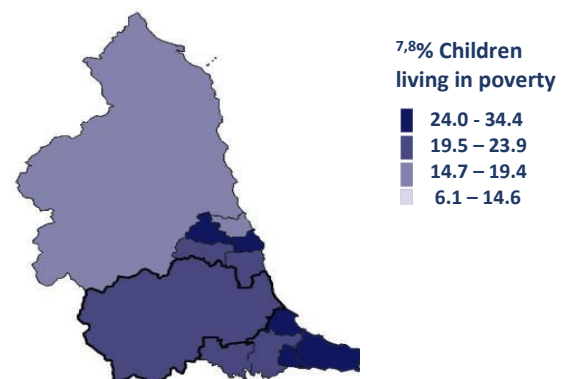 7,8% Children
living in poverty
24.0 - 34.4
19.5 – 23.9
14.7 – 19.4
6.1 – 14.6